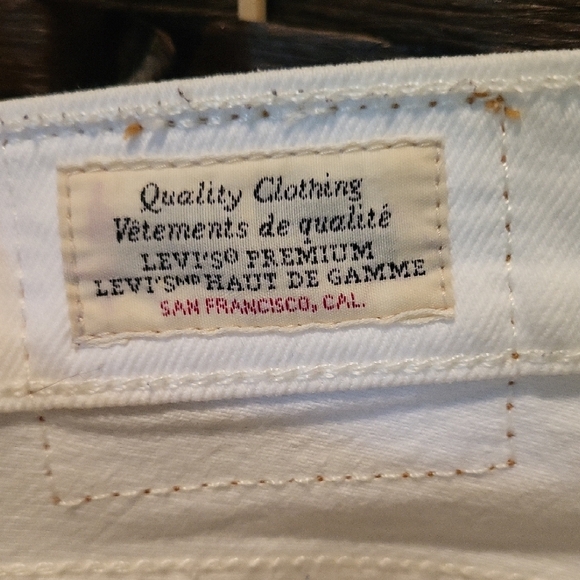 Quality Clothing
Vêtements de qualité
LEVI'S® PREMIUM
LEVI'Sᴹᴰ HAUT DE GAMME
SAN FRANCISCO, CAL.